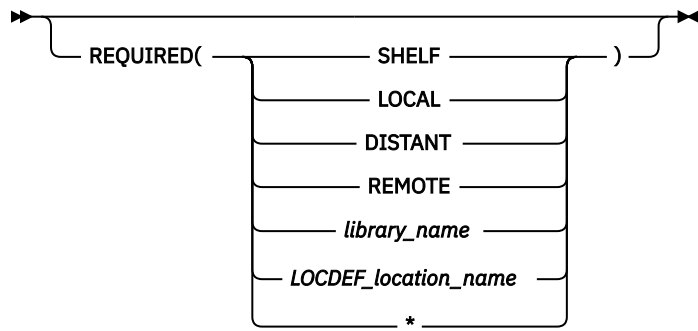 REQUIRED( SHELF )
LOCAL
DISTANT
REMOTE
library_name
LOCDEF_location_name
*